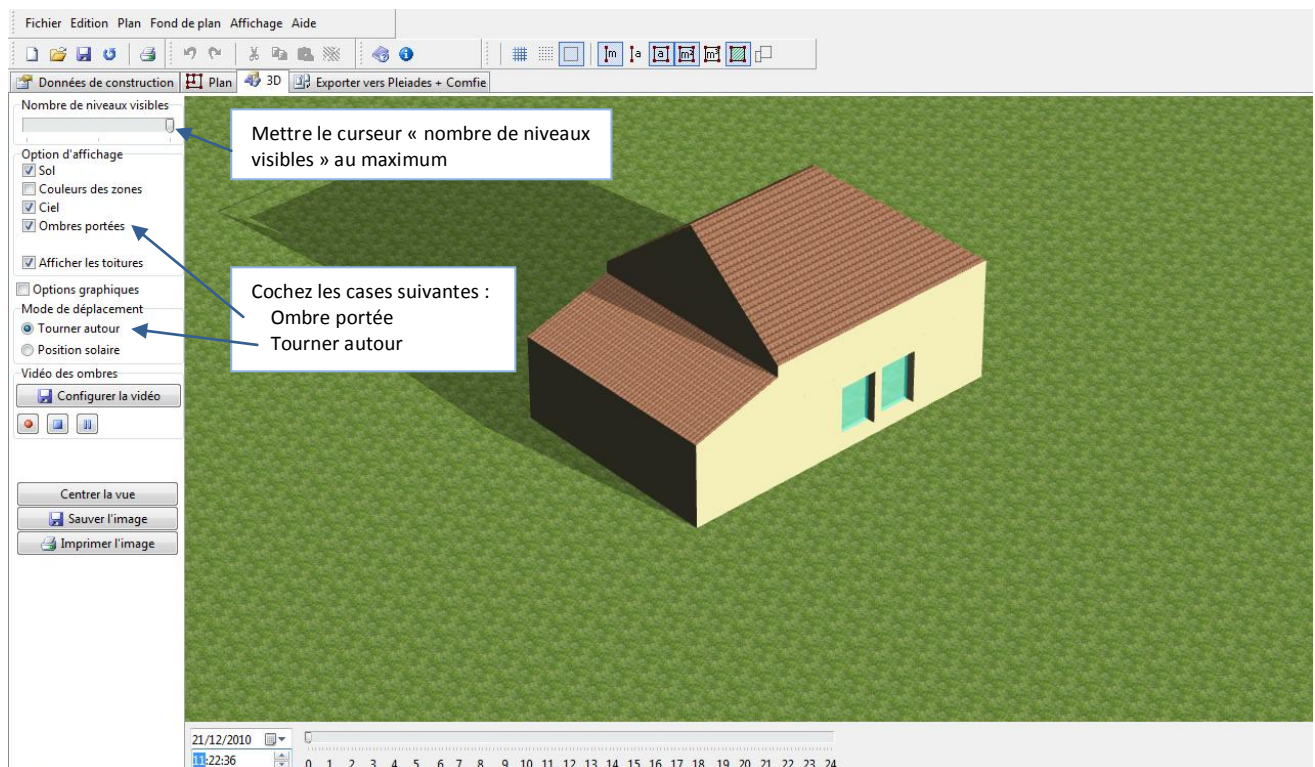 Fichier Edition Plan Fond de plan Affichage Aide
m a a m² m³
Données de construction Plan 3D Exporter vers Pleiades + Comfie
Nombre de niveaux visibles
Mettre le curseur « nombre de niveaux
visibles » au maximum
Option d'affichage
Sol
Couleurs des zones
Ciel
Ombres portées
Afficher les toitures
Cochez les cases suivantes :
Ombre portée
Tourner autour
Options graphiques
Mode de déplacement
Tourner autour
Position solaire
Vidéo des ombres
Configurer la vidéo
Centrer la vue
Sauver l'image
Imprimer l'image
21/12/2010
11:22:36
0 1 2 3 4 5 6 7 8 9 10 11 12 13 14 15 16 17 18 19 20 21 22 23 24